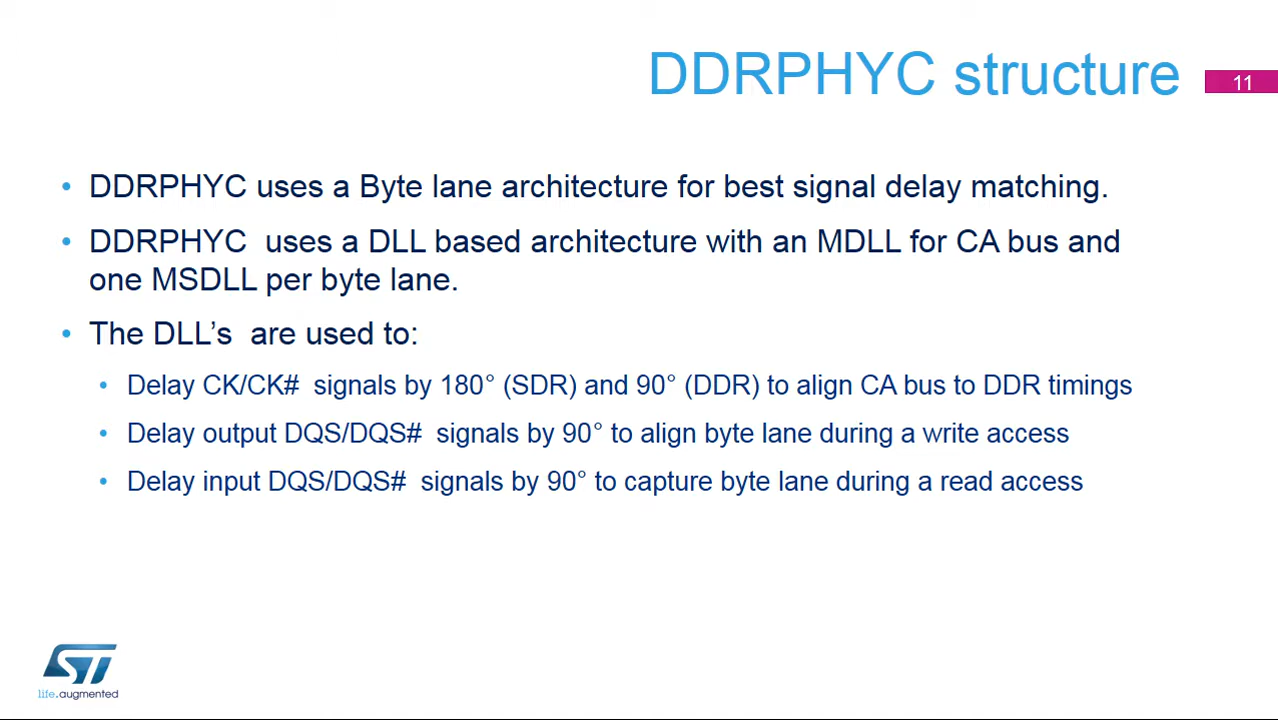 DDRPHYC structure
11
• DDRPHYC uses a Byte lane architecture for best signal delay matching.
• DDRPHYC  uses a DLL based architecture with an MDLL for CA bus and
one MSDLL per byte lane.
• The DLL’s  are used to:
• Delay CK/CK#  signals by 180° (SDR) and 90° (DDR) to align CA bus to DDR timings
• Delay output DQS/DQS#  signals by 90° to align byte lane during a write access
• Delay input DQS/DQS#  signals by 90° to capture byte lane during a read access
ST
life.augmented